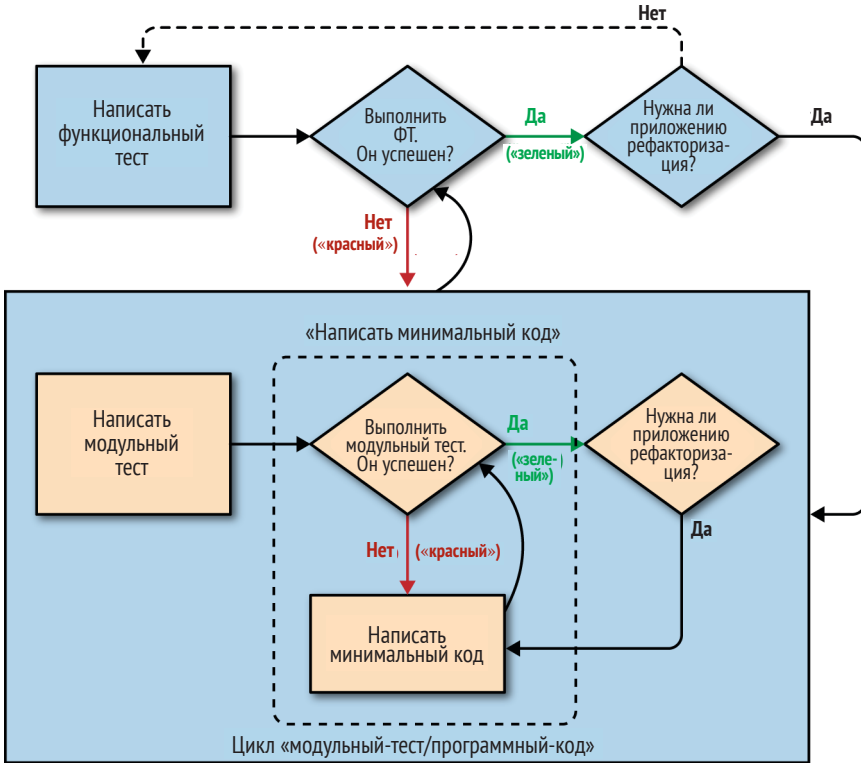 Нет
Написать
функциональный
тест
Выполнить
ФТ.
Он успешен?
Да
(«зеленый»)
Нужна ли
приложению
рефакториза-
ция?
Да
Нет
(«красный»)
«Написать минимальный код»
Написать
модульный
тест
Выполнить
модульный тест.
Он успешен?
Да
(«зеле-)
ный»)
Нужна ли
приложению
рефакториза-
ция?
Нет («красный»)
Да
Написать
минимальный код
Цикл «модульный-тест/программный-код»